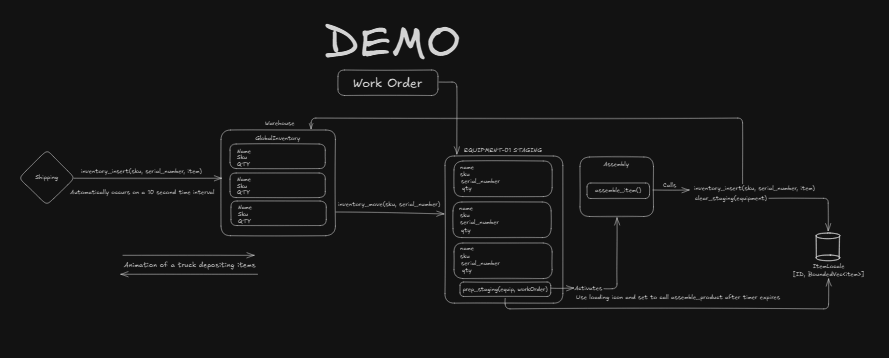 DEMO
Work Order
Warehouse
GlobalInventory
Name
Sku
QTY
Name
Sku
QTY
Name
Sku
QTY
Shipping
inventory_insert(sku, serial_number, item)
Automatically occurs on a 10 second time interval
inventory_move(sku, serial_number)
Animation of a truck depositing items
EQUIPMENT-01 STAGING
name
sku
serial_number
qty
name
sku
serial_number
qty
name
sku
serial_number
qty
prep_staging(equip, workOrder)
Activates
Use loading icon and set to call assemble_product after timer expires
Assembly
assemble_item()
Calls
inventory_insert(sku, serial_number, item)
clear_staging(equipment)
ItemLocale
[ID, BoundedVec<item>]